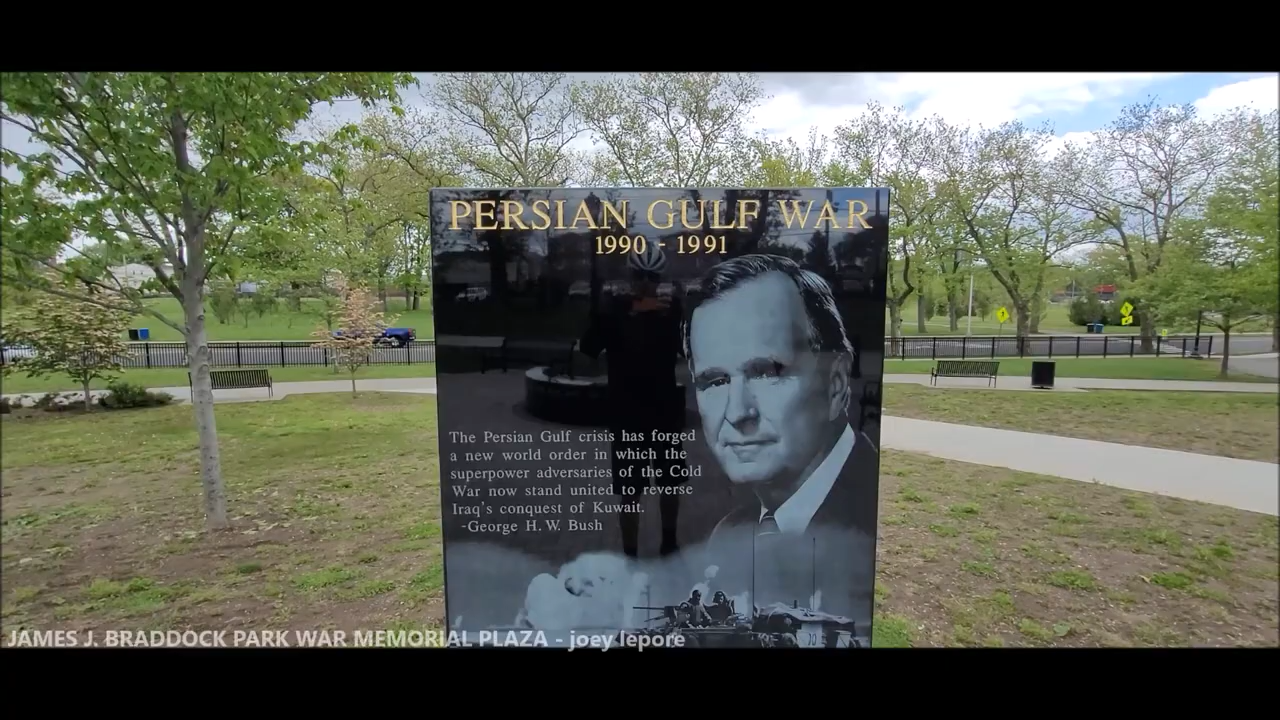 PERSIAN GULF WAR
1990 - 1991
The Persian Gulf crisis has forged
a new world order in which the
superpower adversaries of the Cold
War now stand united to reverse
Iraq's conquest of Kuwait.
-George H. W. Bush
JAMES J. BRADDOCK PARK WAR MEMORIAL PLAZA - joey lepore